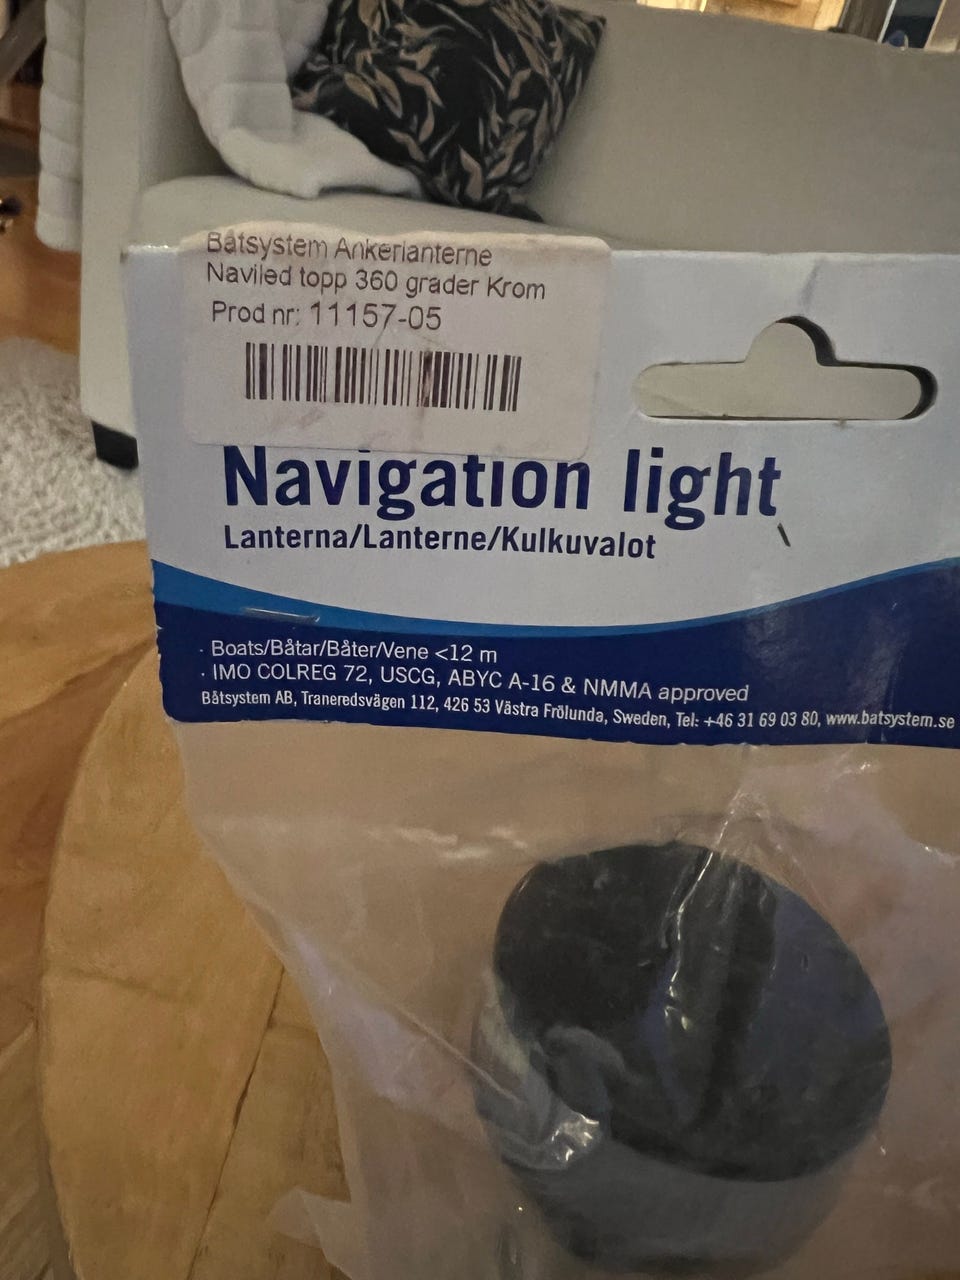 Båtsystem Ankerlanterne
Naviled topp 360 grader Krom
Prod nr: 11157-05
Navigation light
Lanterna/Lanterne/Kulkuvalot
· Boats/Båtar/Båter/Vene <12 m
· IMO COLREG 72, USCG, ABYC A-16 & NMMA approved
Båtsystem AB, Traneredsvägen 112, 426 53 Västra Frölunda, Sweden, Tel: +46 31 69 03 80, www.batsystem.se